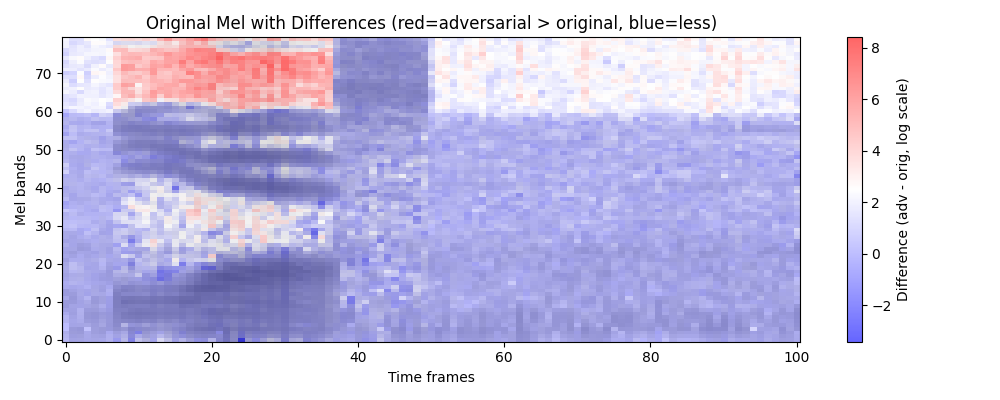 Original Mel with Differences (red=adversarial > original, blue=less)
Mel bands
70
60
50
40
30
20
10
0
0 20 40 60 80 100
Time frames
8
6
4
2
0
−2
Difference (adv - orig, log scale)